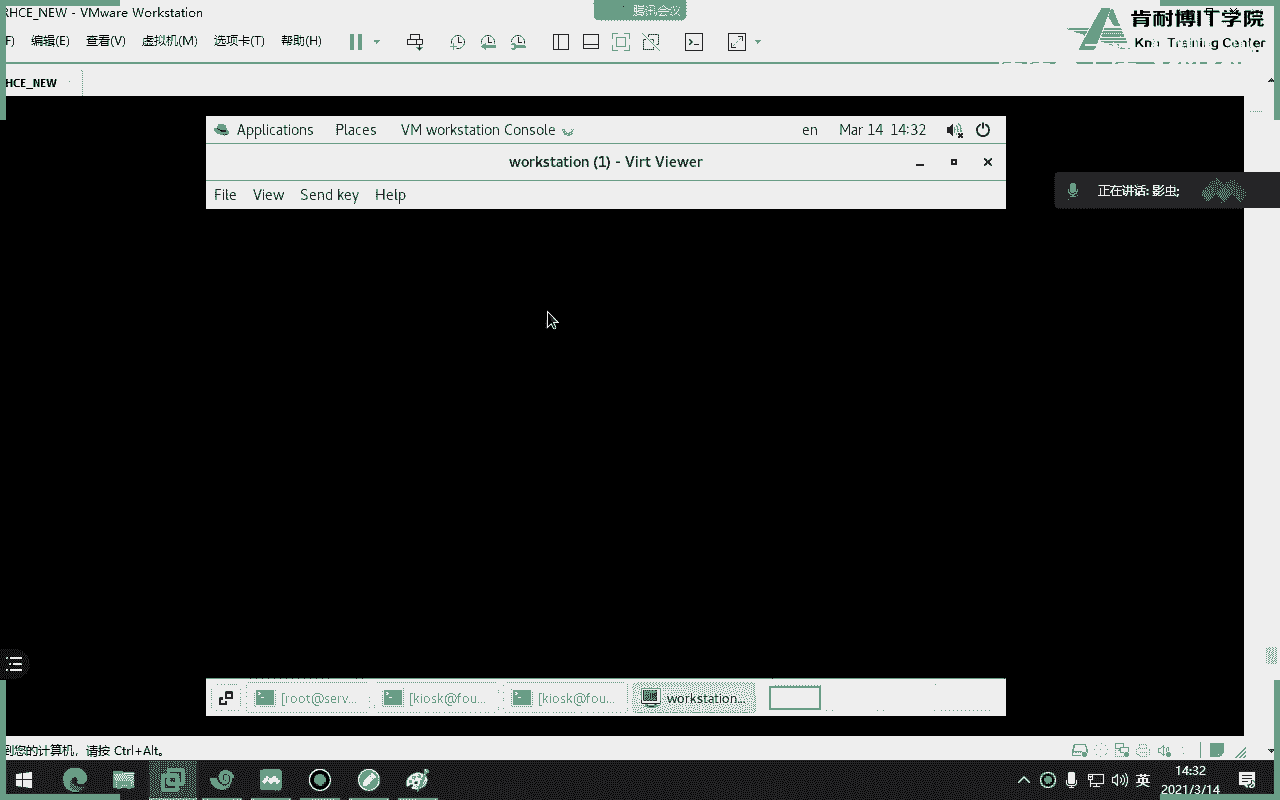 RHCE_NEW - VMware Workstation
腾讯会议
肯耐博IT学院
Training Center
F) 编辑(E) 查看(V) 虚拟机(M) 选项卡(T) 帮助(H)
HCE_NEW
Applications Places VM workstation Console en Mar 14 14:32
workstation (1) - Virt Viewer
正在讲话: 影虫;
File View Send key Help
[root@serv... [kiosk@fou... [kiosk@fou... workstation...
到您的计算机，请按 Ctrl+Alt。
英 14:32
2021/3/14